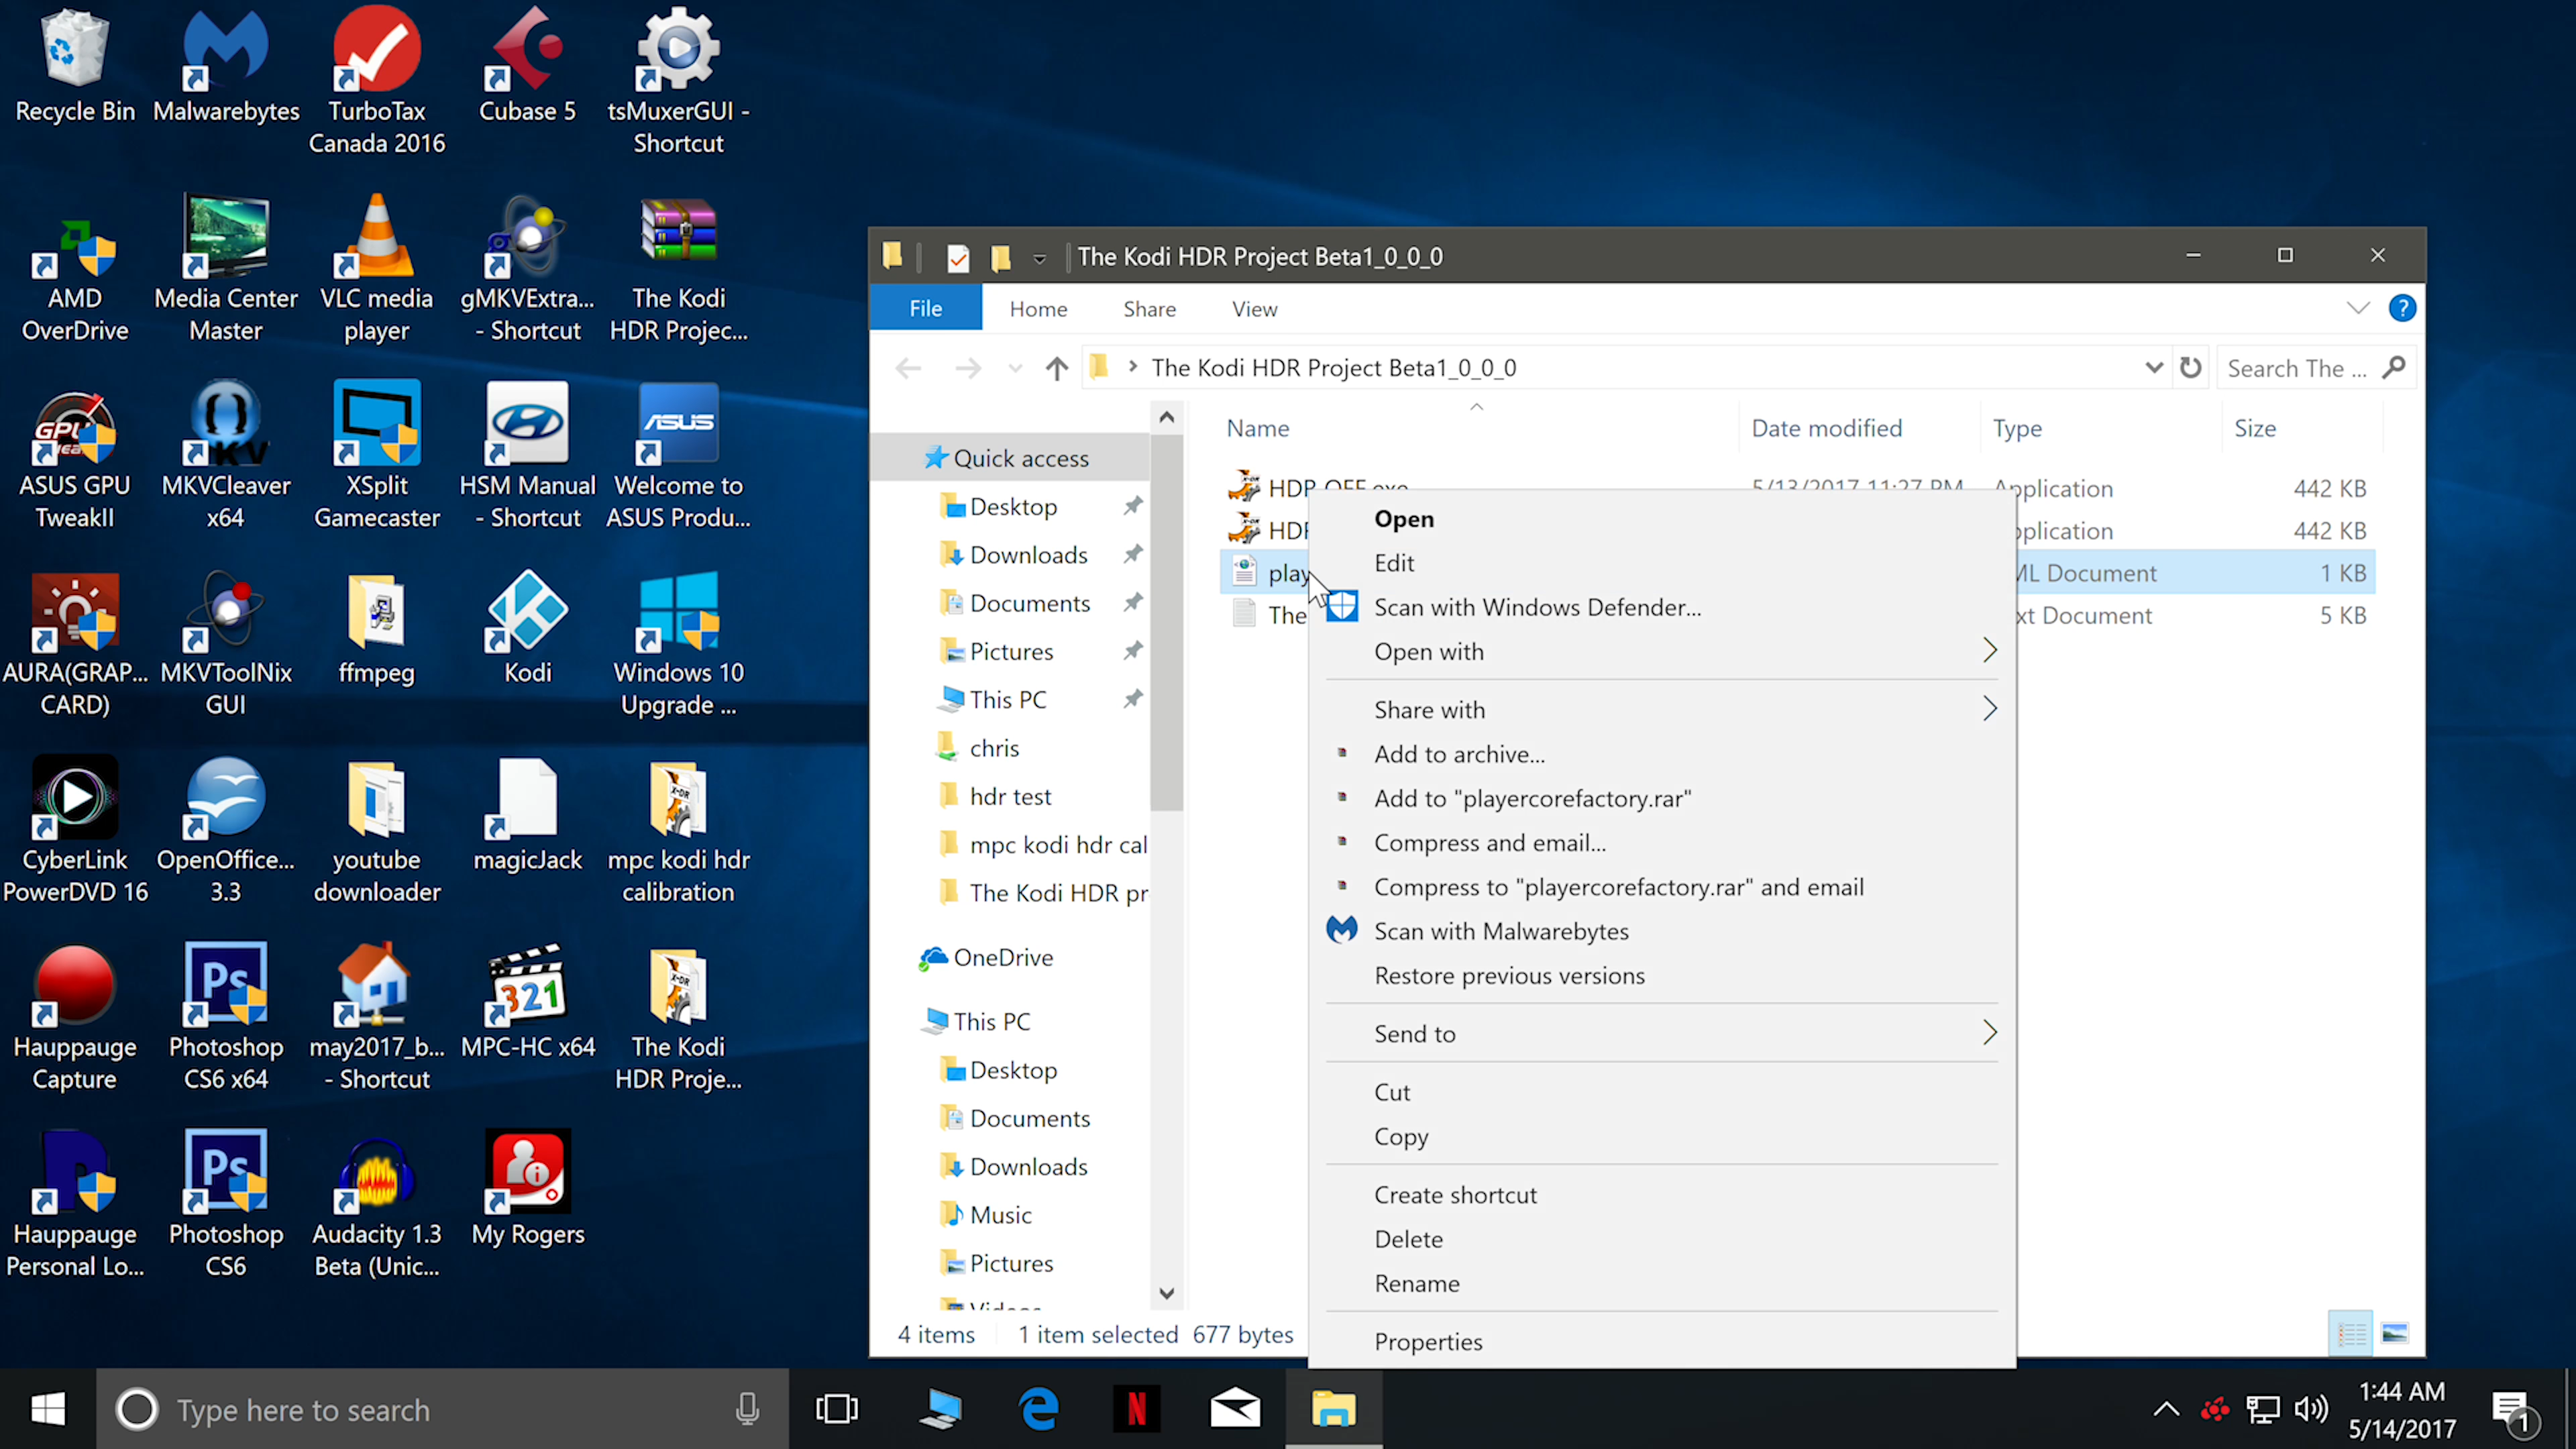 Recycle Bin
Malwarebytes
TurboTax
Canada 2016
Cubase 5
tsMuxerGUI -
Shortcut
AMD
OverDrive
Media Center
Master
VLC media
player
gMKVExtra...
- Shortcut
The Kodi
HDR Projec...
ASUS GPU
TweakII
MKVCleaver
x64
XSplit
Gamecaster
HSM Manual
- Shortcut
ASUS
Welcome to
ASUS Produ...
AURA(GRAP...
CARD)
MKVToolNix
GUI
ffmpeg
Kodi
Windows 10
Upgrade ...
CyberLink
PowerDVD 16
OpenOffice...
3.3
youtube
downloader
magicJack
X-DR
mpc kodi hdr
calibration
Hauppauge
Capture
Ps
Photoshop
CS6 x64
may2017_b...
- Shortcut
321
MPC-HC x64
X-DR
The Kodi
HDR Proje...
Hauppauge
Personal Lo...
Ps
Photoshop
CS6
Audacity 1.3
Beta (Unic...
My Rogers
The Kodi HDR Project Beta1_0_0_0
File Home Share View
The Kodi HDR Project Beta1_0_0_0
Search The ...
Name Date modified Type Size
Quick access
Desktop
Downloads
Documents
Pictures
This PC
chris
hdr test
mpc kodi hdr cal
The Kodi HDR pr
OneDrive
This PC
Desktop
Documents
Downloads
Music
Pictures
Videos
HDR OFF.exe 5/13/2017 11:27 PM Application 442 KB
HDR pplication 442 KB
play ML Document 1 KB
The xt Document 5 KB
Open
Edit
Scan with Windows Defender...
Open with
Share with
Add to archive...
Add to "playercorefactory.rar"
Compress and email...
Compress to "playercorefactory.rar" and email
Scan with Malwarebytes
Restore previous versions
Send to
Cut
Copy
Create shortcut
Delete
Rename
Properties
4 items 1 item selected 677 bytes
Type here to search
N
1:44 AM
5/14/2017
1